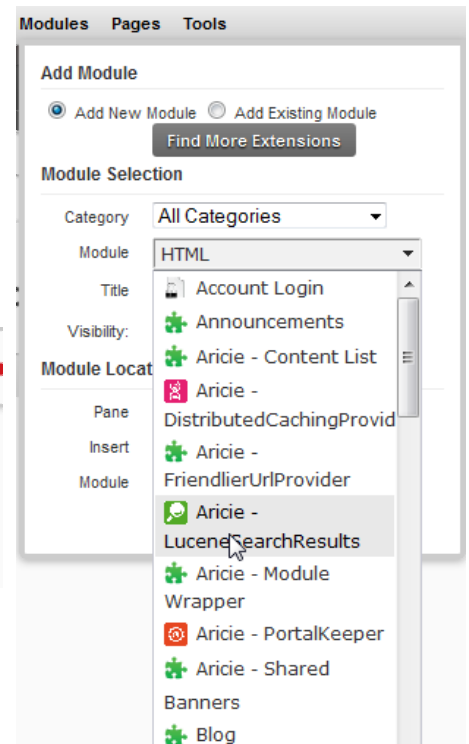 Modules Pages Tools
Add Module
Add New Module Add Existing Module
Find More Extensions
Module Selection
Category All Categories
Module HTML
Title
Visibility:
Module Locat
Pane
Insert
Module
Account Login
Announcements
Aricie - Content List
Aricie -
DistributedCachingProvid
Aricie -
FriendlierUrlProvider
Aricie -
LuceneSearchResults
Aricie - Module
Wrapper
Aricie - PortalKeeper
Aricie - Shared
Banners
Blog